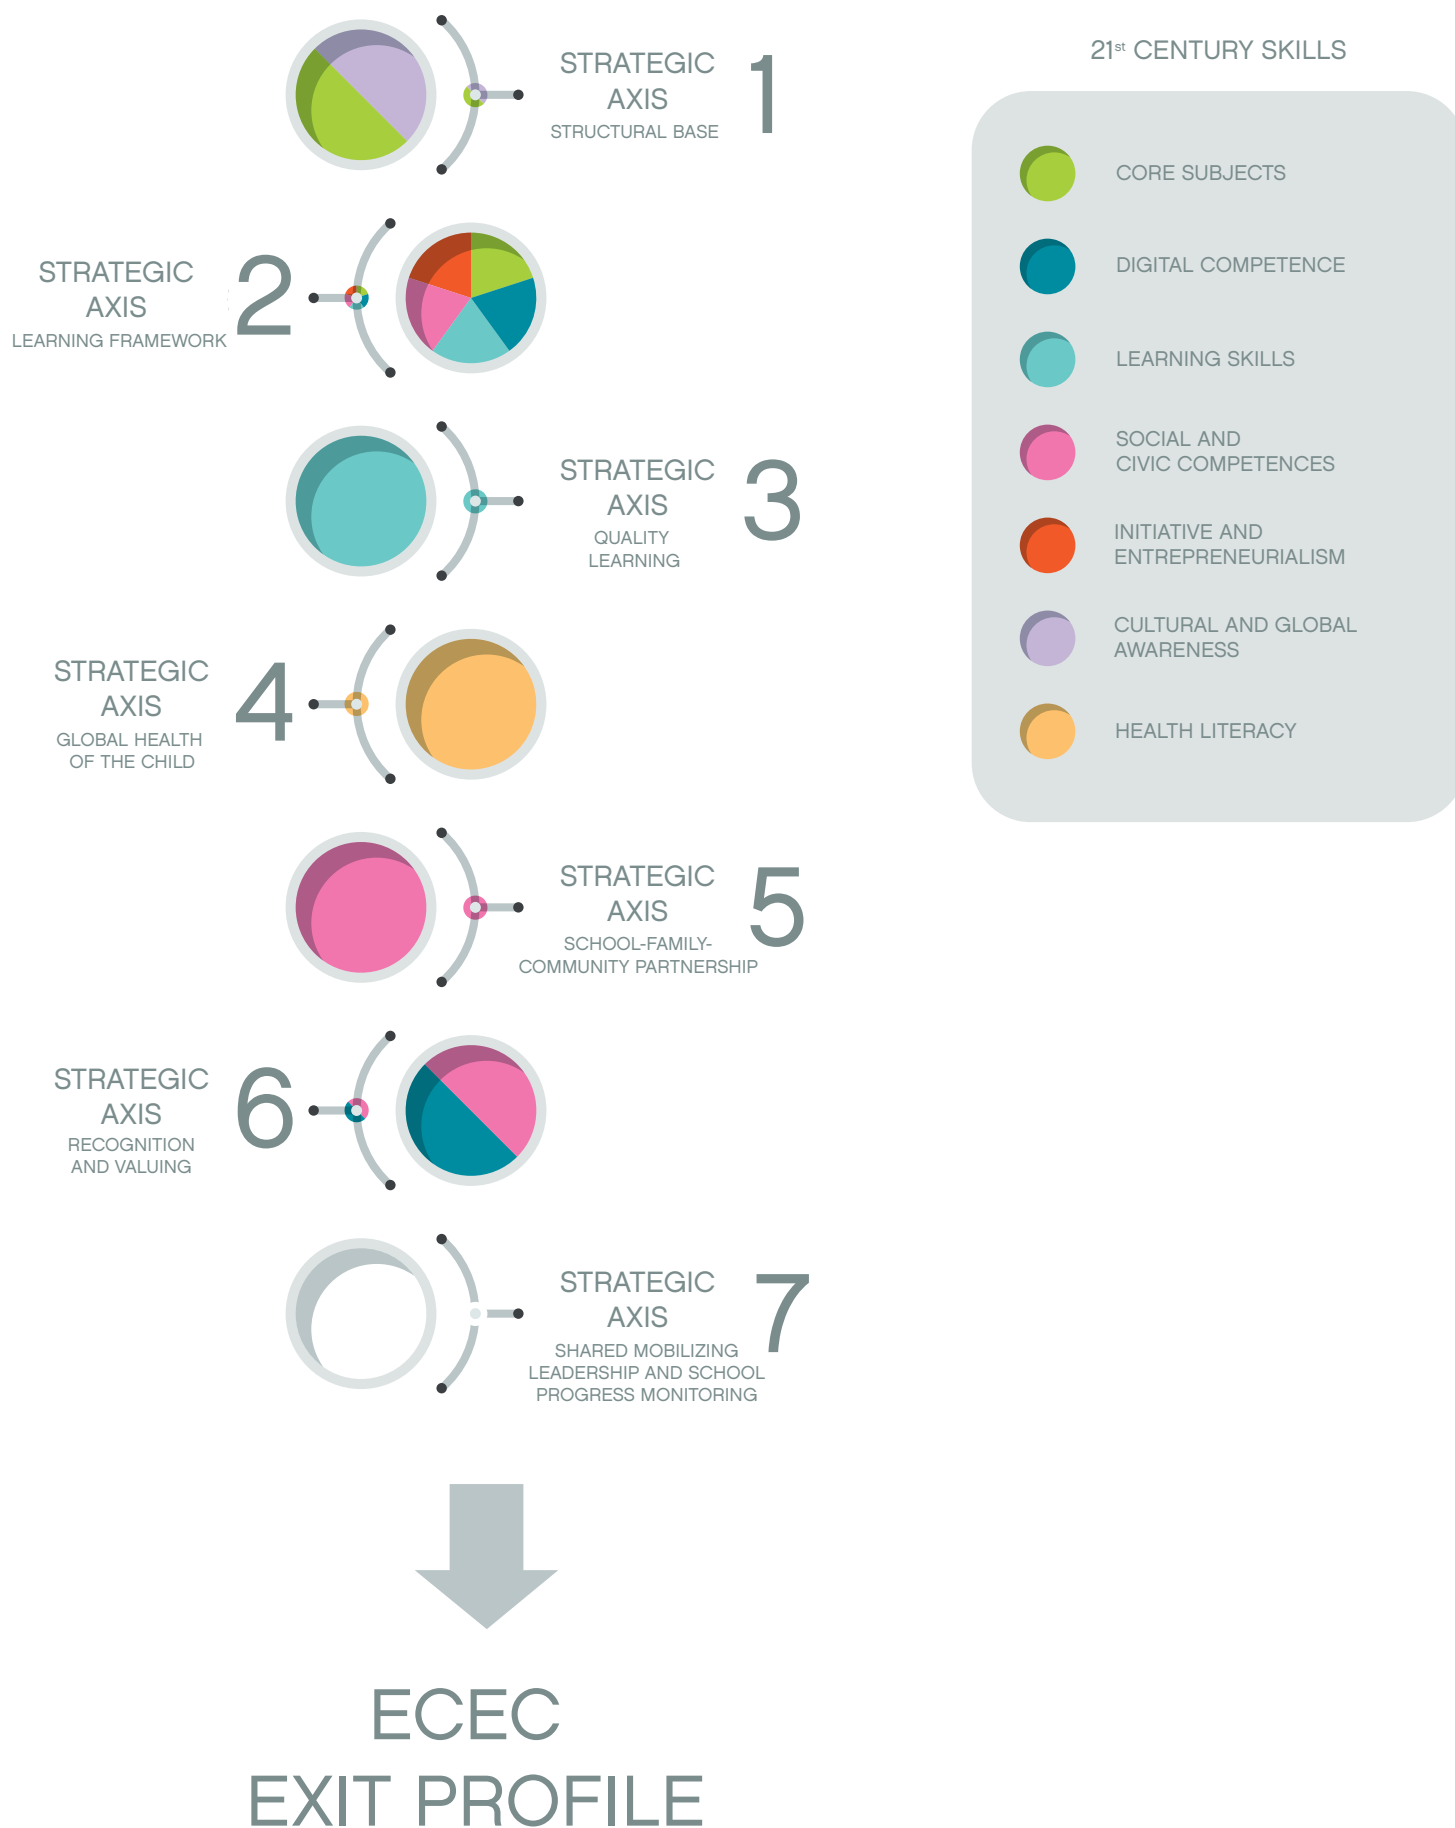 STRATEGIC
AXIS
STRUCTURAL BASE
1
STRATEGIC
AXIS
LEARNING FRAMEWORK
2
STRATEGIC
AXIS
QUALITY
LEARNING
3
STRATEGIC
AXIS
GLOBAL HEALTH
OF THE CHILD
4
STRATEGIC
AXIS
SCHOOL-FAMILY-
COMMUNITY PARTNERSHIP
5
STRATEGIC
AXIS
RECOGNITION
AND VALUING
6
STRATEGIC
AXIS
SHARED MOBILIZING
LEADERSHIP AND SCHOOL
PROGRESS MONITORING
7
ECEC
EXIT PROFILE
21st CENTURY SKILLS
CORE SUBJECTS
DIGITAL COMPETENCE
LEARNING SKILLS
SOCIAL AND
CIVIC COMPETENCES
INITIATIVE AND
ENTREPRENEURIALISM
CULTURAL AND GLOBAL
AWARENESS
HEALTH LITERACY